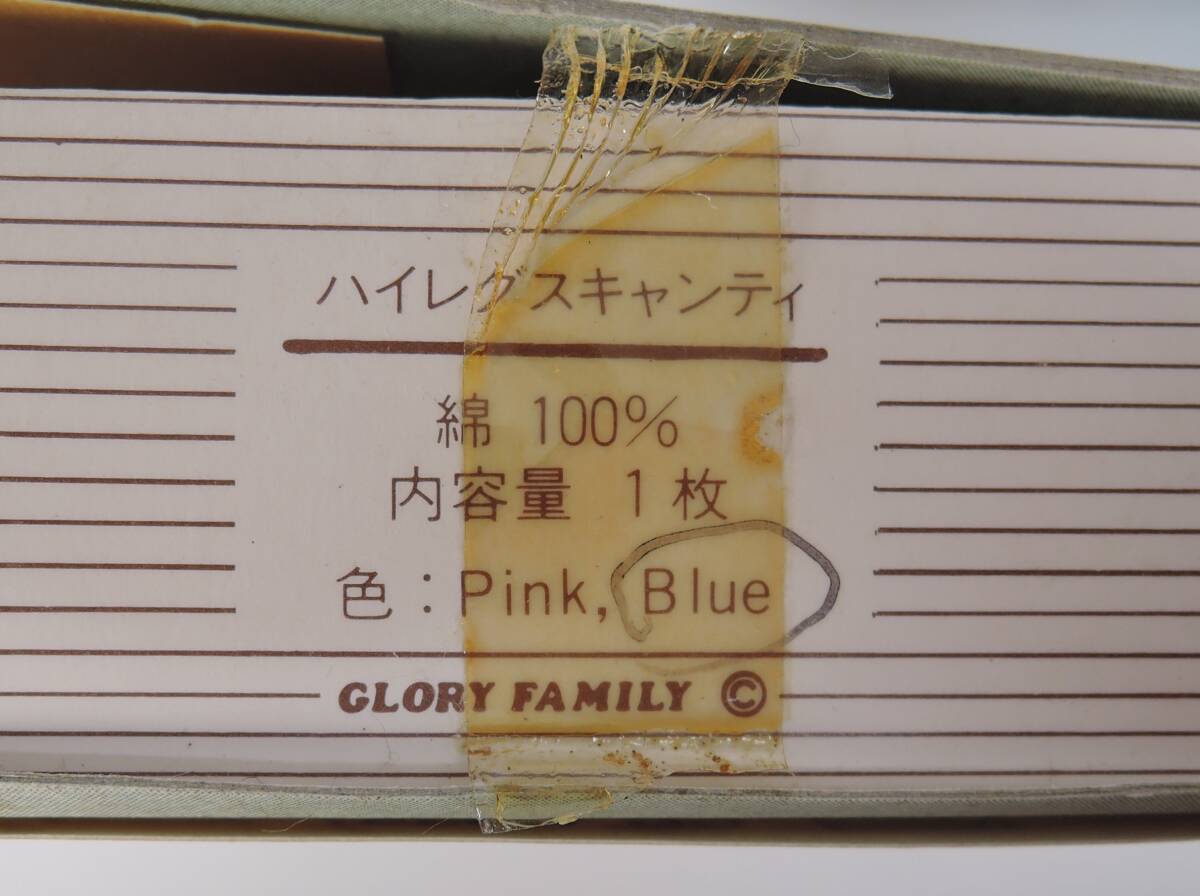 ハイレグスキャンティ
綿 100%
内容量 1枚
色：Pink, Blue
GLORY FAMILY ©